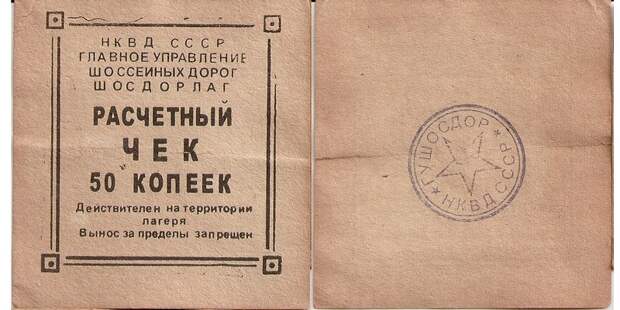 НКВД СССР
ГЛАВНОЕ УПРАВЛЕНИЕ
ШОССЕЙНЫХ ДОРОГ
ШОСДОРЛАГ
РАСЧЕТНЫЙ
ЧЕК
50 КОПЕЕК
Действителен на территории
лагеря
Вынос за пределы запрещен
ГУШОСДОР
НКВД СССР